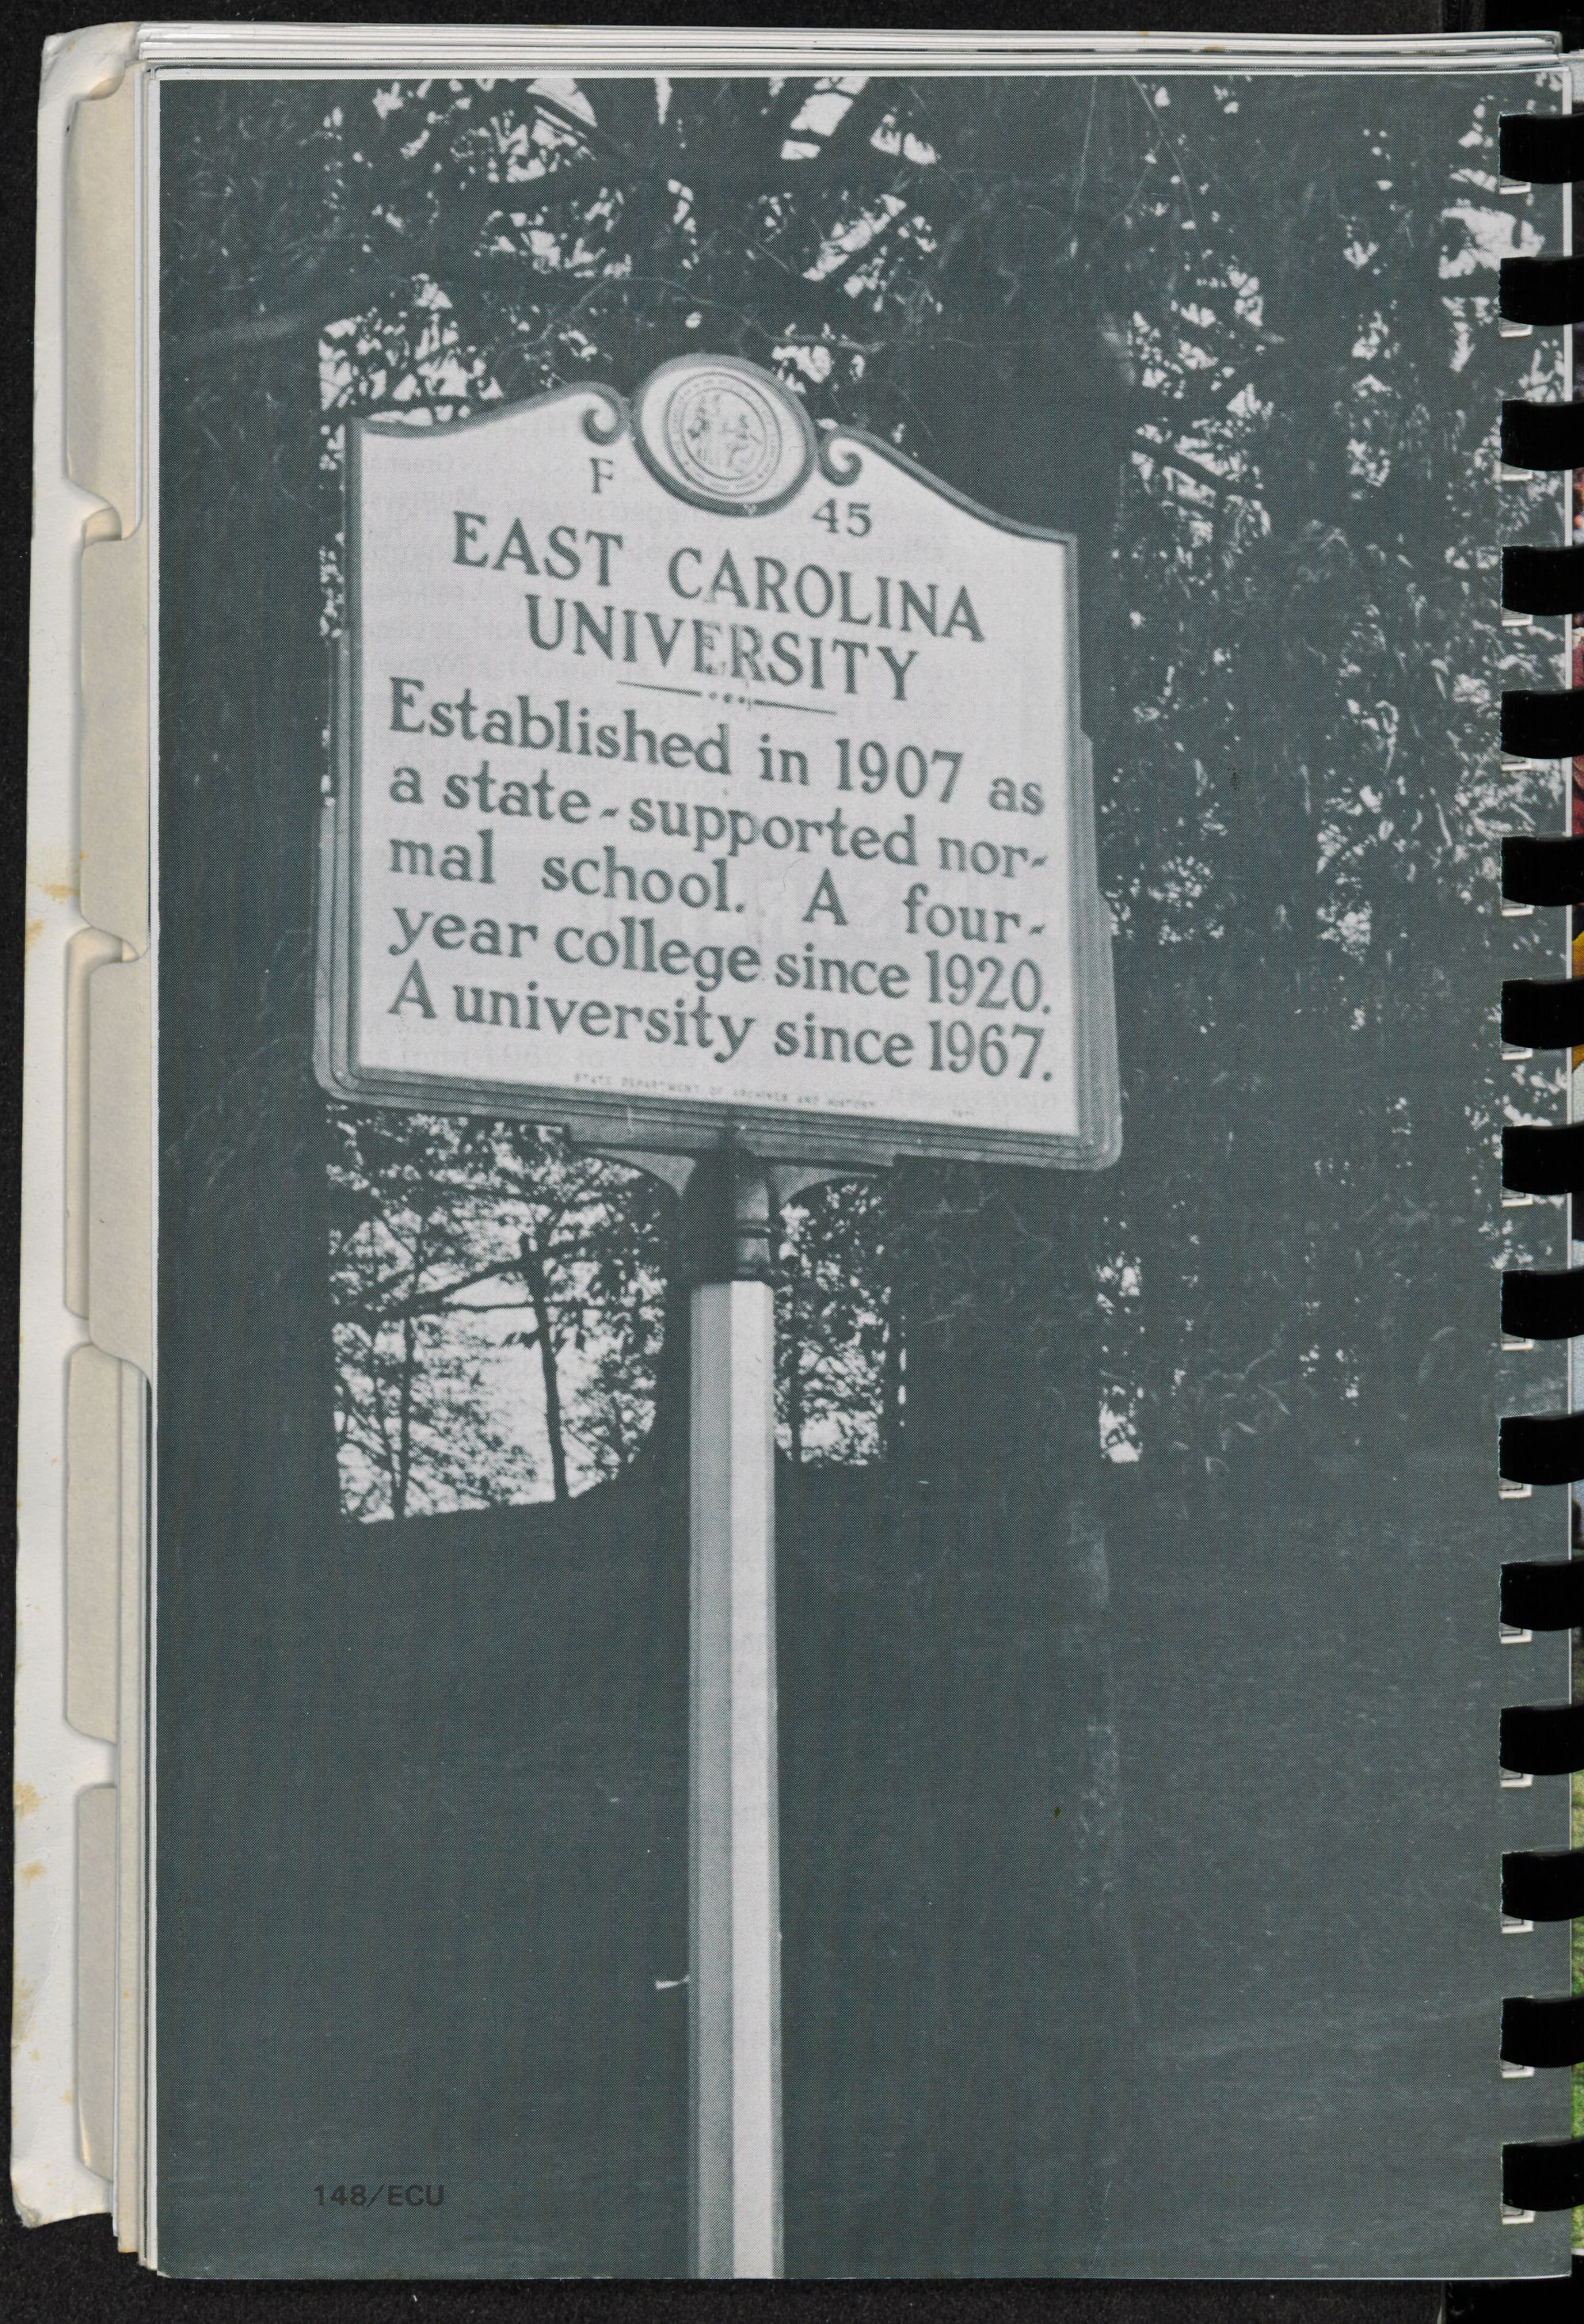 F
45
EAST CAROLINA
UNIVERSITY
Established in 1907 as
a state-supported nor-
mal school. A four-
year college since 1920.
A university since 1967.
STATE DEPARTMENT OF ARCHIVES AND HISTORY
148/ECU